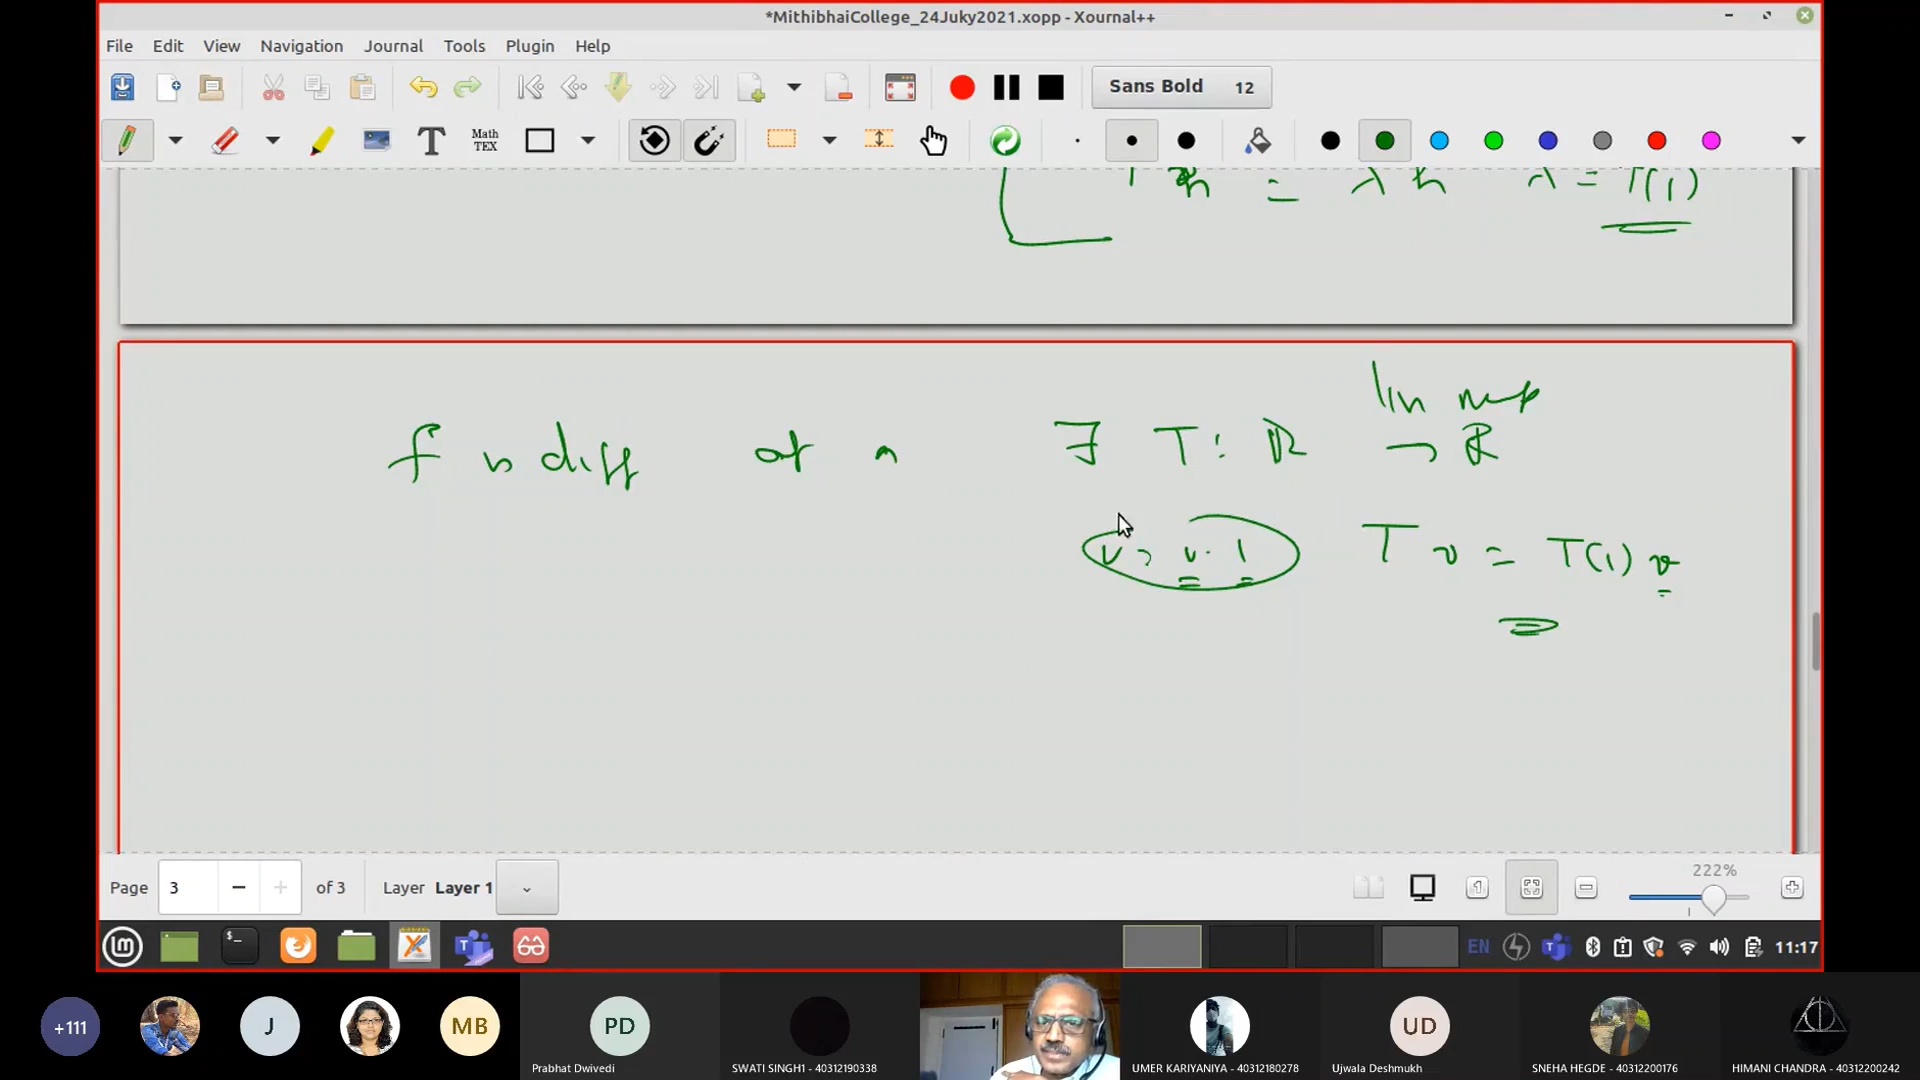 *MithibhaiCollege_24Juky2021.xopp - Xournal++
File Edit View Navigation Journal Tools Plugin Help
Sans Bold 12
T
Math
TEX
= λ h λ = T(1)
lin map
f is diff at a ∃ T : ℝ → ℝ
v = v · 1 T v = T(1) v
Page 3 of 3 Layer Layer 1
222%
EN 11:17
+111
J
MB
PD
UD
Prabhat Dwivedi
SWATI SINGH1 - 40312190338
UMER KARIYANIYA - 40312180278
Ujwala Deshmukh
SNEHA HEGDE - 40312200176
HIMANI CHANDRA - 40312200242